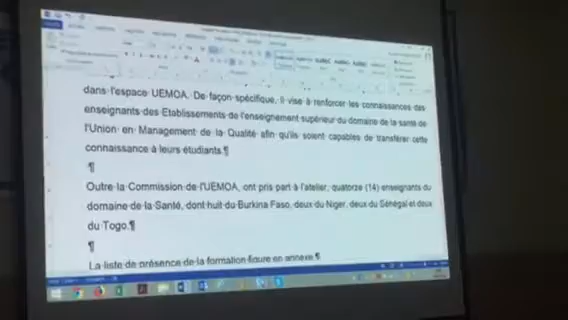 dans l'espace UEMOA. De façon spécifique, il vise à renforcer les connaissances des
enseignants des Etablissements de l'enseignement supérieur du domaine de la santé de
l'Union en Management de la Qualité afin qu'ils soient capables de transférer cette
connaissance à leurs étudiants.¶
¶
Outre la Commission de l'UEMOA, ont pris part à l'atelier, quatorze (14) enseignants du
domaine de la Santé, dont huit du Burkina Faso, deux du Niger, deux du Sénégal et deux
du Togo.¶
¶
La liste de présence de la formation figure en annexe.¶